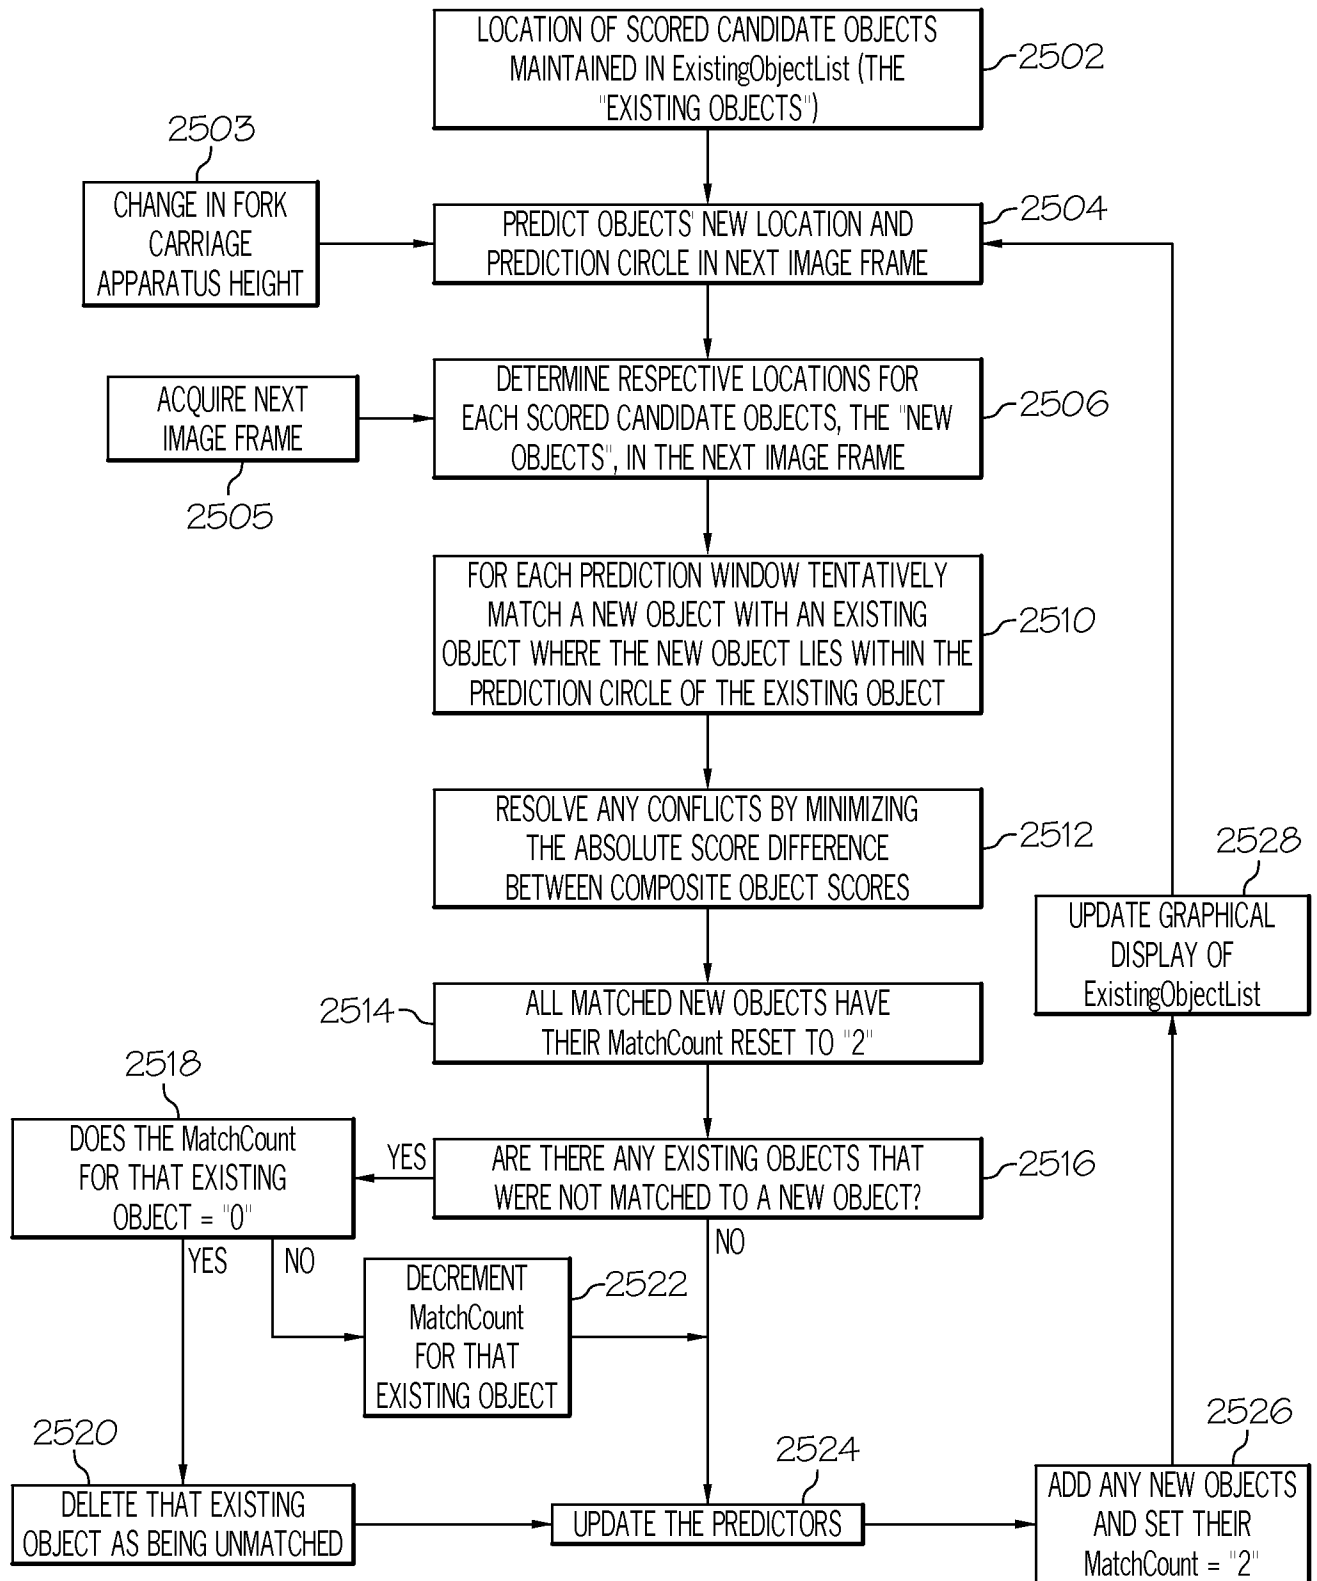 LOCATION OF SCORED CANDIDATE OBJECTS
MAINTAINED IN ExistingObjectList (THE
"EXISTING OBJECTS")
2502
2503
CHANGE IN FORK
CARRIAGE
APPARATUS HEIGHT
PREDICT OBJECTS' NEW LOCATION AND
PREDICTION CIRCLE IN NEXT IMAGE FRAME
2504
ACQUIRE NEXT
IMAGE FRAME
2505
DETERMINE RESPECTIVE LOCATIONS FOR
EACH SCORED CANDIDATE OBJECTS, THE "NEW
OBJECTS", IN THE NEXT IMAGE FRAME
2506
FOR EACH PREDICTION WINDOW TENTATIVELY
MATCH A NEW OBJECT WITH AN EXISTING
OBJECT WHERE THE NEW OBJECT LIES WITHIN THE
PREDICTION CIRCLE OF THE EXISTING OBJECT
2510
RESOLVE ANY CONFLICTS BY MINIMIZING
THE ABSOLUTE SCORE DIFFERENCE
BETWEEN COMPOSITE OBJECT SCORES
2512
2528
UPDATE GRAPHICAL
DISPLAY OF
ExistingObjectList
2514
ALL MATCHED NEW OBJECTS HAVE
THEIR MatchCount RESET TO "2"
2518
DOES THE MatchCount
FOR THAT EXISTING
OBJECT = "0"
YES
ARE THERE ANY EXISTING OBJECTS THAT
WERE NOT MATCHED TO A NEW OBJECT?
2516
YES
NO
NO
DECREMENT
MatchCount
FOR THAT
EXISTING OBJECT
2522
2520
DELETE THAT EXISTING
OBJECT AS BEING UNMATCHED
2524
UPDATE THE PREDICTORS
2526
ADD ANY NEW OBJECTS
AND SET THEIR
MatchCount = "2"